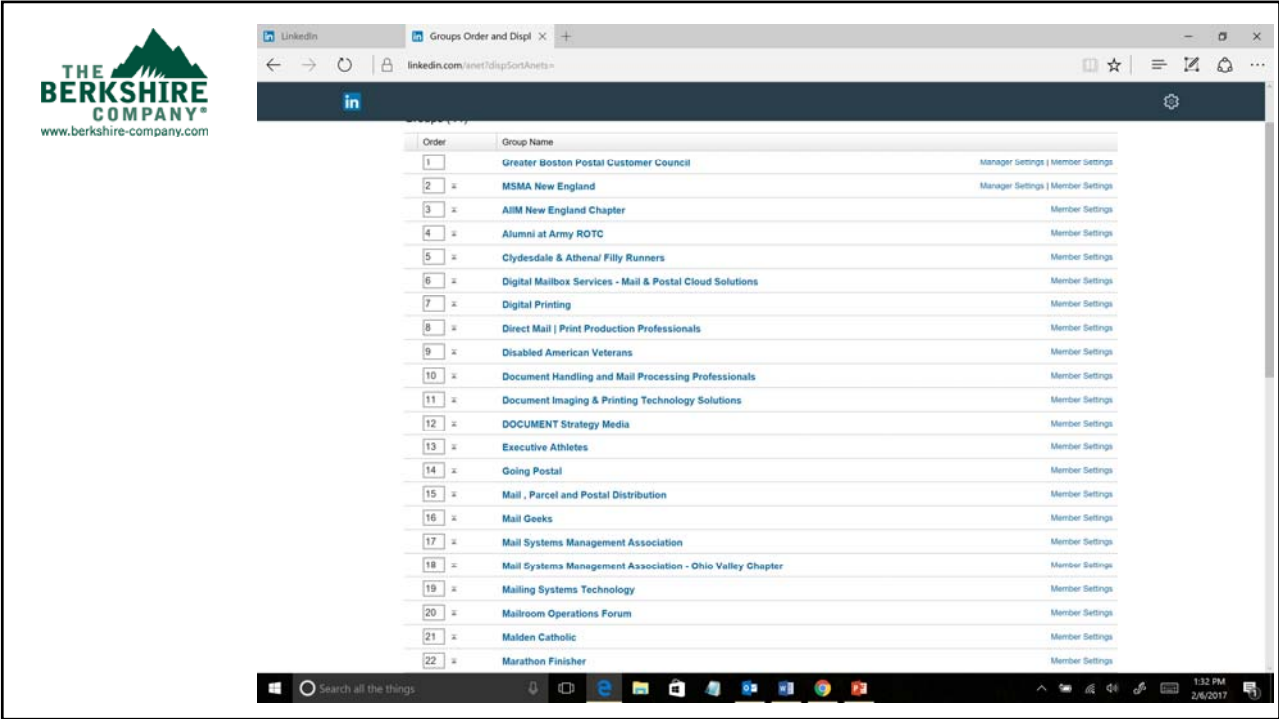 THE
BERKSHIRE
COMPANY®
www.berkshire-company.com
LinkedIn
Groups Order and Displ
linkedin.com/anet?dispSortAnets=
in
Order Group Name
1 Greater Boston Postal Customer Council Manager Settings | Member Settings
2 MSMA New England Manager Settings | Member Settings
3 AIIM New England Chapter Member Settings
4 Alumni at Army ROTC Member Settings
5 Clydesdale & Athena/ Filly Runners Member Settings
6 Digital Mailbox Services - Mail & Postal Cloud Solutions Member Settings
7 Digital Printing Member Settings
8 Direct Mail | Print Production Professionals Member Settings
9 Disabled American Veterans Member Settings
10 Document Handling and Mail Processing Professionals Member Settings
11 Document Imaging & Printing Technology Solutions Member Settings
12 DOCUMENT Strategy Media Member Settings
13 Executive Athletes Member Settings
14 Going Postal Member Settings
15 Mail , Parcel and Postal Distribution Member Settings
16 Mail Geeks Member Settings
17 Mail Systems Management Association Member Settings
18 Mail Systems Management Association - Ohio Valley Chapter Member Settings
19 Mailing Systems Technology Member Settings
20 Mailroom Operations Forum Member Settings
21 Malden Catholic Member Settings
22 Marathon Finisher Member Settings
Search all the things
1:32 PM
2/6/2017